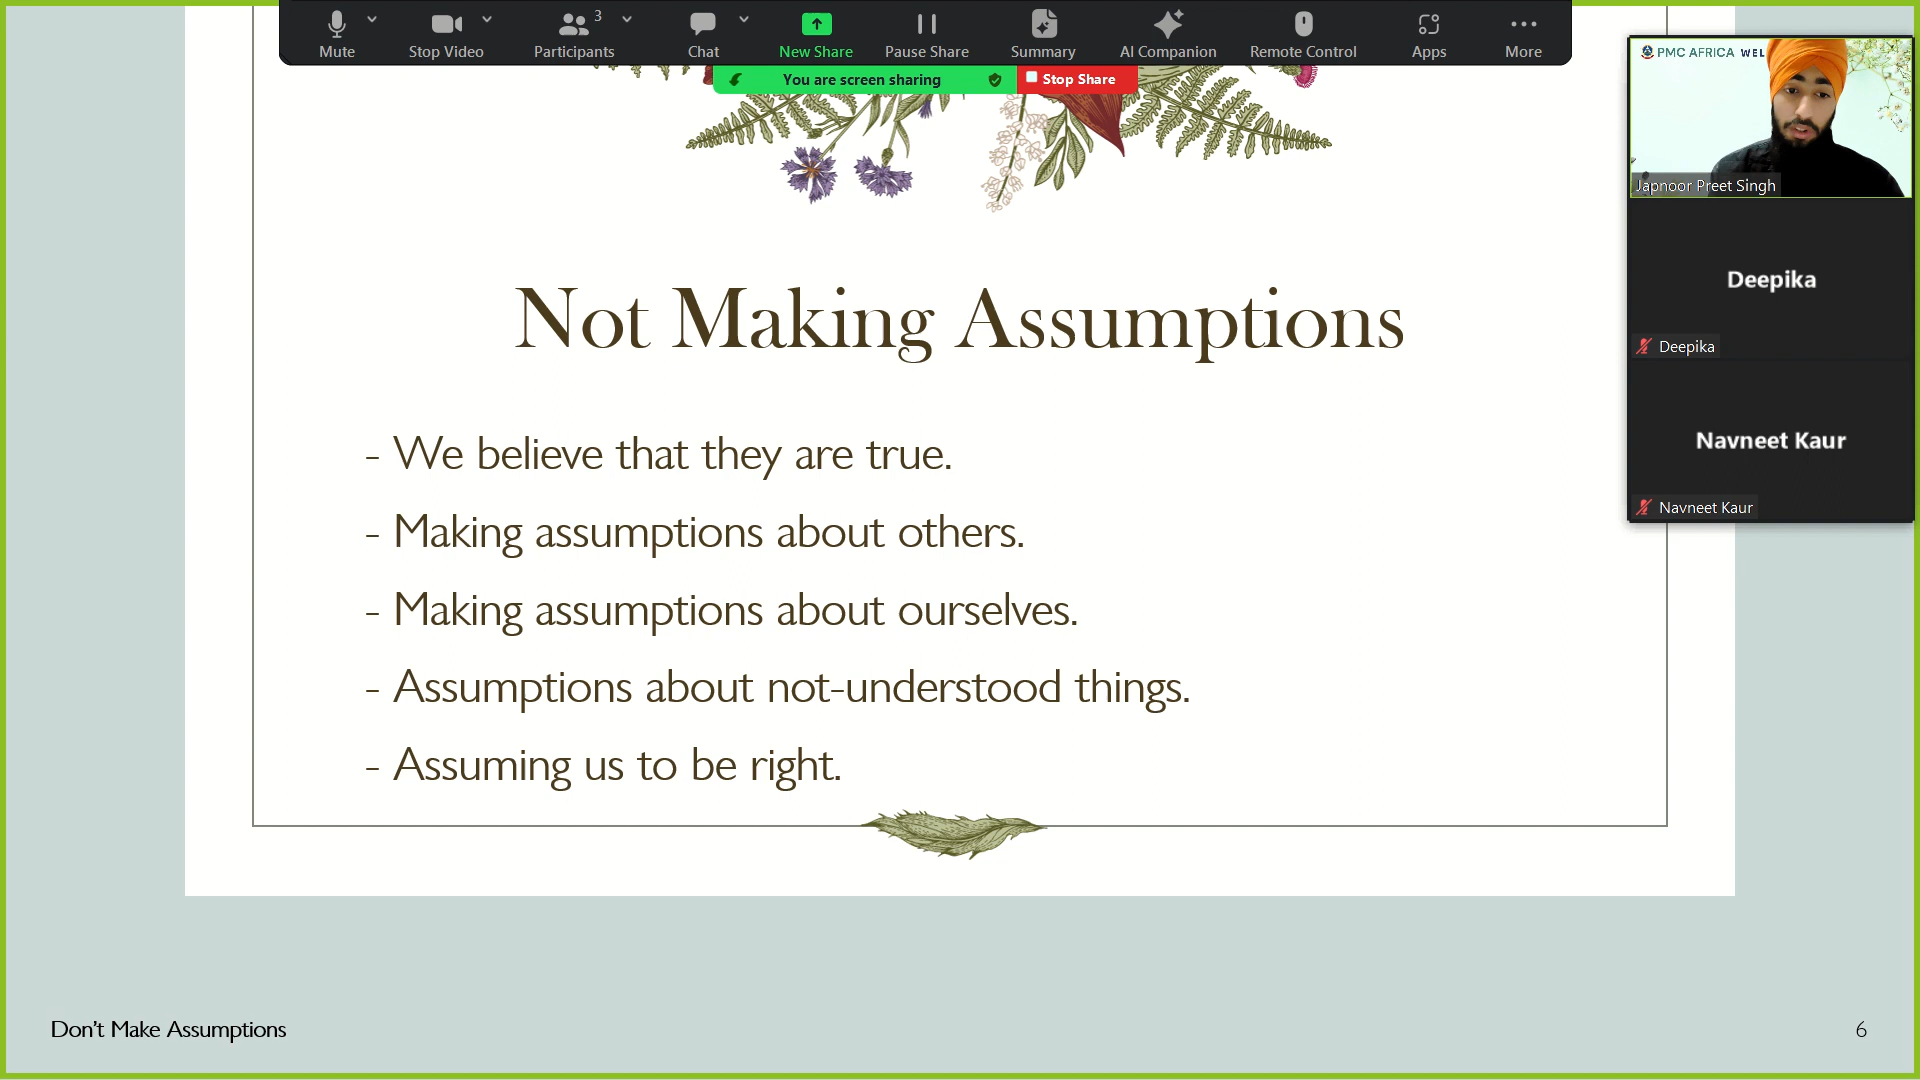 Mute
Stop Video
Participants
3
Chat
New Share
Pause Share
Summary
AI Companion
Remote Control
Apps
More
You are screen sharing
Stop Share
PMC AFRICA WEL
Japnoor Preet Singh
Deepika
Deepika
Navneet Kaur
Navneet Kaur
Not Making Assumptions
- We believe that they are true.
- Making assumptions about others.
- Making assumptions about ourselves.
- Assumptions about not-understood things.
- Assuming us to be right.
Don't Make Assumptions
6